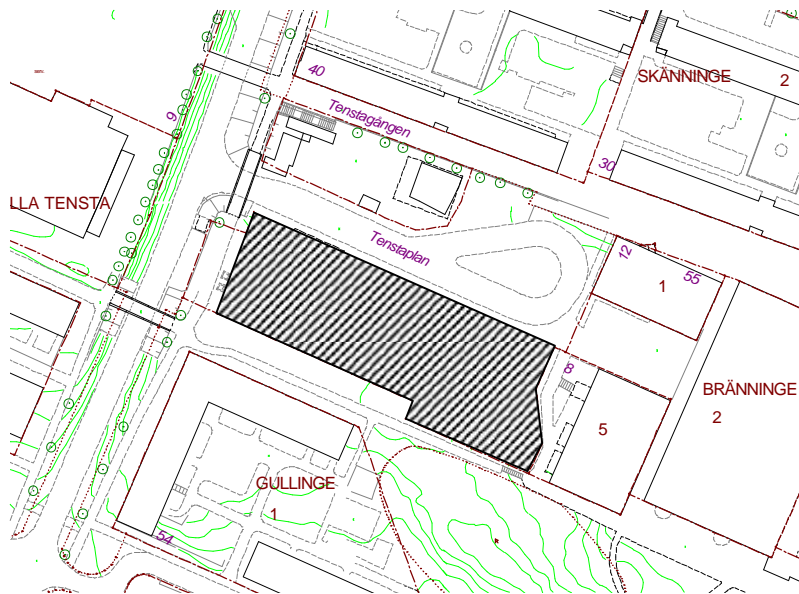 40
SKÄNNINGE
2
Tenstagången
9
30
LLA TENSTA
Tenstaplan
12
55
1
8
BRÄNNINGE
2
5
GULLINGE
1
54